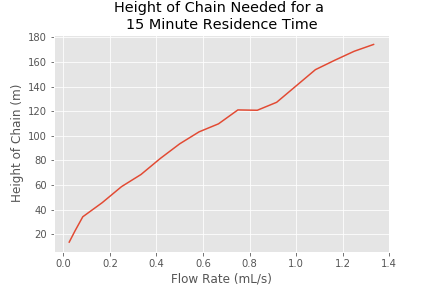 Height of Chain Needed for a
15 Minute Residence Time
Height of Chain (m)
180
160
140
120
100
80
60
40
20
0.0 0.2 0.4 0.6 0.8 1.0 1.2 1.4
Flow Rate (mL/s)